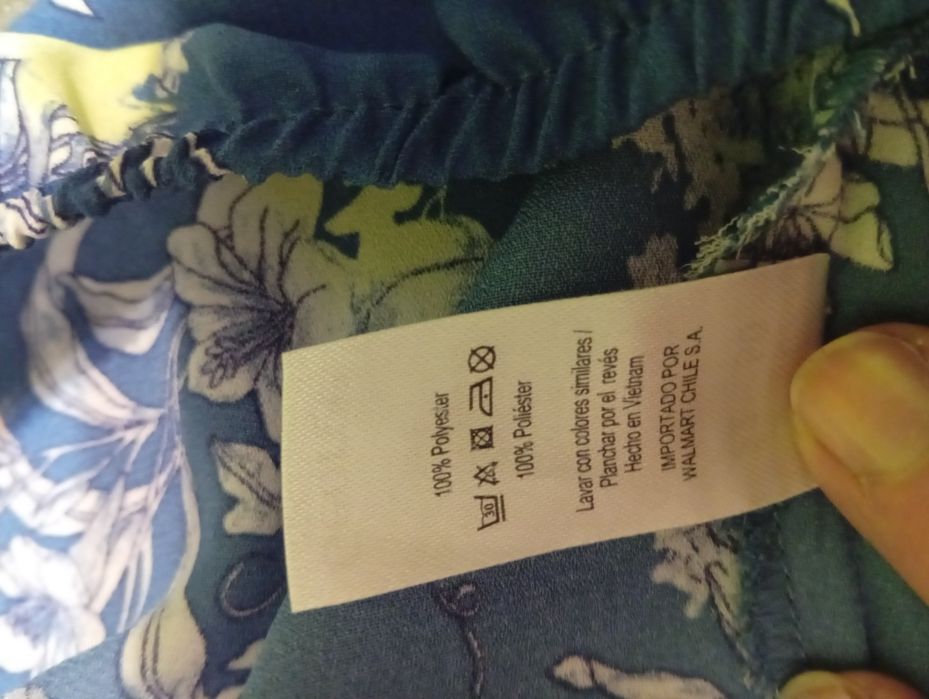 100% Polyester
30
100% Poliéster
Lavar con colores similares /
Planchar por el revés
Hecho en Vietnam
IMPORTADO POR
WALMART CHILE S.A.